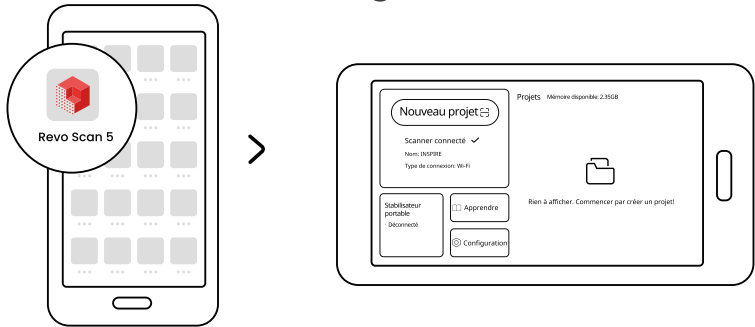 Revo Scan 5
Nouveau projet
Scanner connecté
Nom: INSPIRE
Type de connexion: Wi-Fi
Stabilisateur
portable
· Déconnecté
Apprendre
Configuration
Projets Mémoire disponible: 2.35GB
Rien à afficher. Commencer par créer un projet!